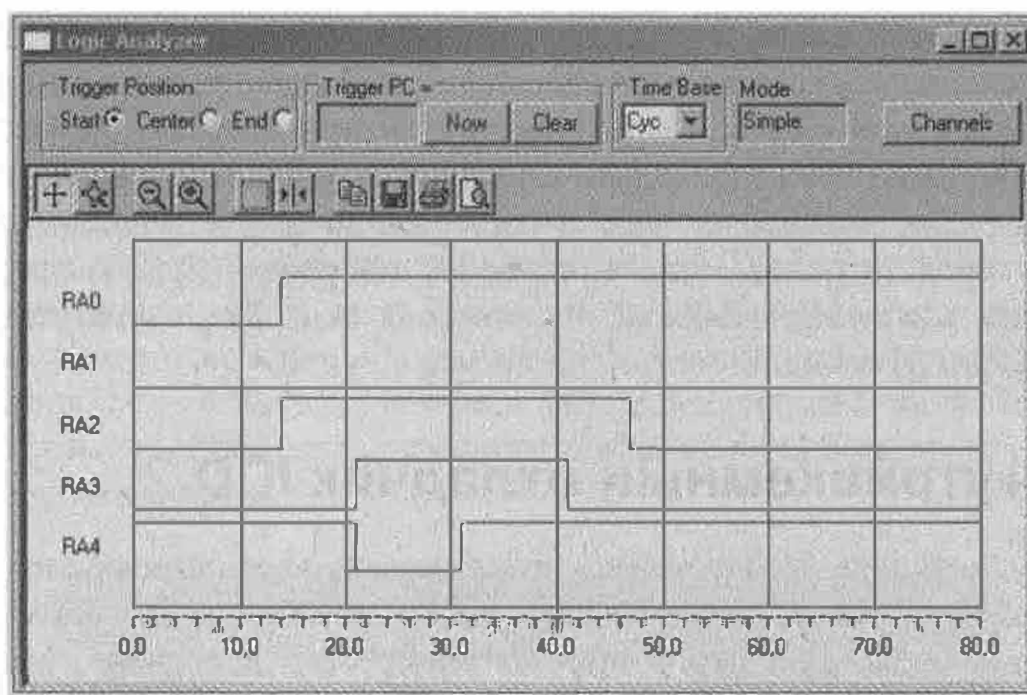 Logic Analyzer
Trigger Position
Trigger PC =
Time Base
Mode
Start
Center
End
Now
Clear
Cyc
Simple
Channels
RA0
RA1
RA2
RA3
RA4
0,0
10,0
20,0
30,0
40,0
50,0
60,0
70,0
80,0